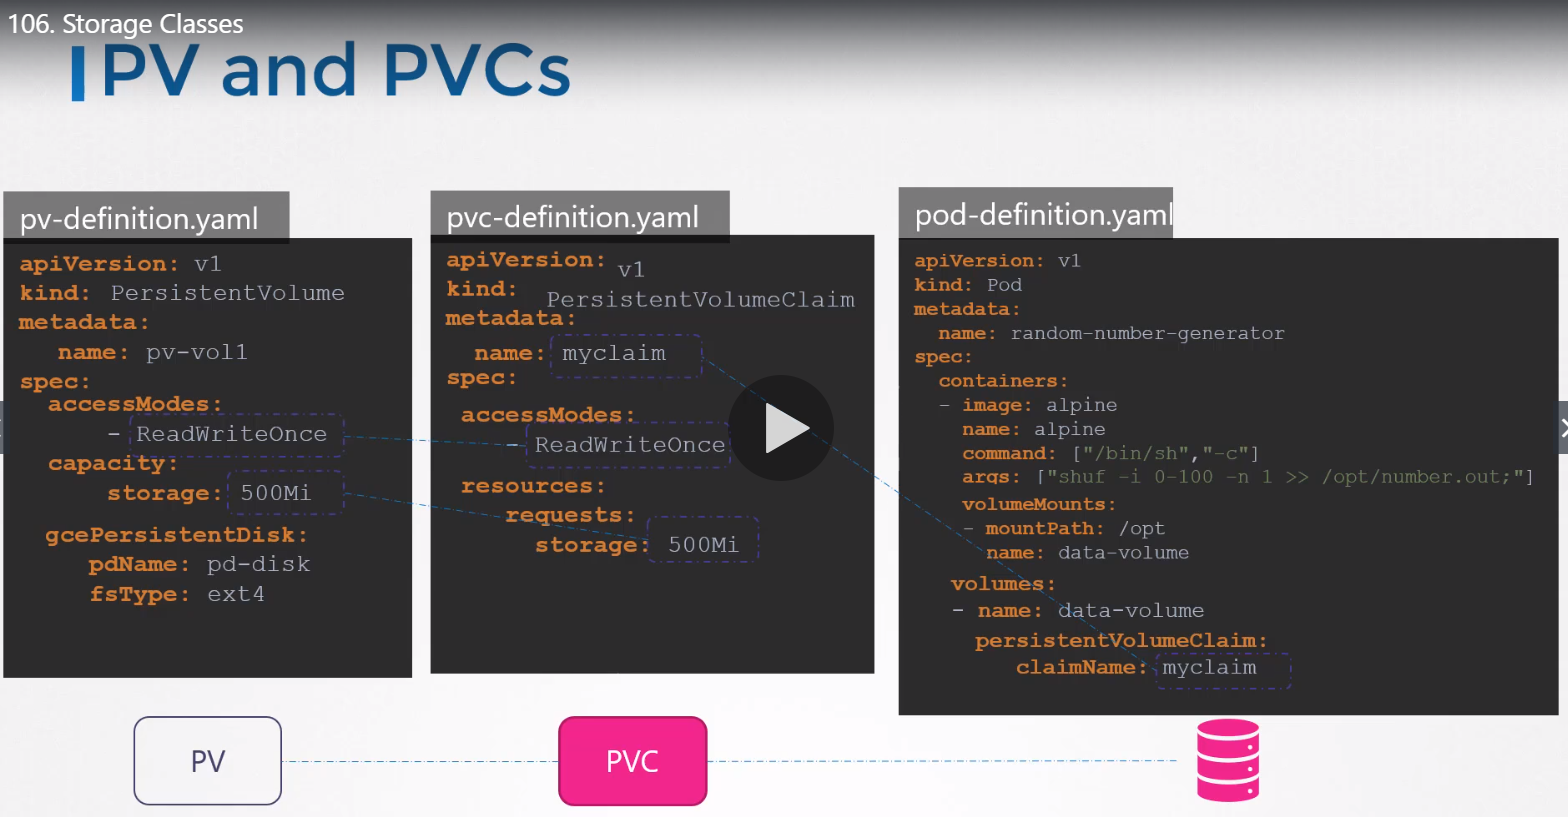 106. Storage Classes
PV and PVCs
pv-definition.yaml
apiVersion: v1
kind: PersistentVolume
metadata:
name: pv-vol1
spec:
accessModes:
- ReadWriteOnce
capacity:
storage: 500Mi
gcePersistentDisk:
pdName: pd-disk
fsType: ext4
pvc-definition.yaml
apiVersion: v1
kind: PersistentVolumeClaim
metadata:
name: myclaim
spec:
accessModes:
- ReadWriteOnce
resources:
requests:
storage: 500Mi
pod-definition.yaml
apiVersion: v1
kind: Pod
metadata:
name: random-number-generator
spec:
containers:
- image: alpine
name: alpine
command: ["/bin/sh","-c"]
args: ["shuf -i 0-100 -n 1 >> /opt/number.out;"]
volumeMounts:
- mountPath: /opt
name: data-volume
volumes:
- name: data-volume
persistentVolumeClaim:
claimName: myclaim
PV
PVC